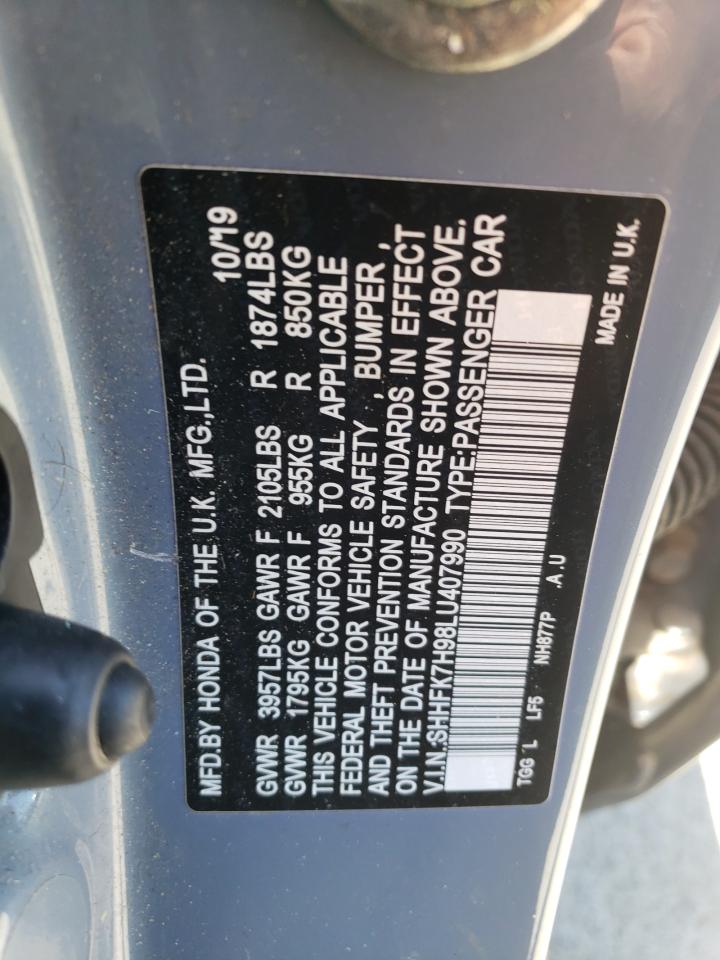 MFD.BY HONDA OF THE U.K. MFG.,LTD. 10/19
GVWR 3957LBS GAWR F 2105LBS R 1874LBS
GVWR 1795KG GAWR F 955KG R 850KG
THIS VEHICLE CONFORMS TO ALL APPLICABLE
FEDERAL MOTOR VEHICLE SAFETY , BUMPER ,
AND THEFT PREVENTION STANDARDS IN EFFECT
ON THE DATE OF MANUFACTURE SHOWN ABOVE.
V.I.N.:SHHFK7H98LU407990 TYPE:PASSENGER CAR
TGG L LF5 NH877P .A .U MADE IN U.K.